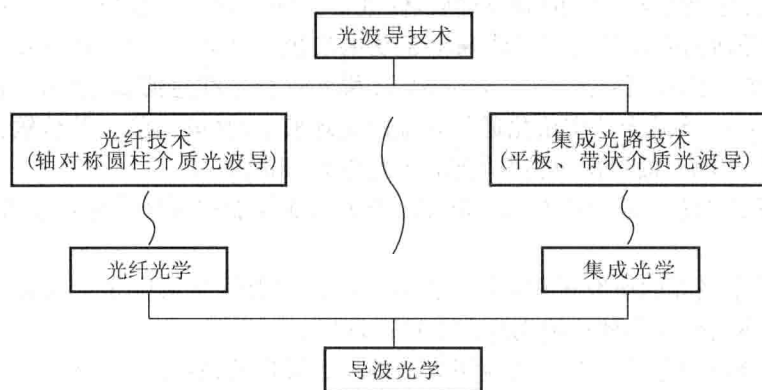 光波导技术
光纤技术
(轴对称圆柱介质光波导)
集成光路技术
(平板、带状介质光波导)
光纤光学
集成光学
导波光学